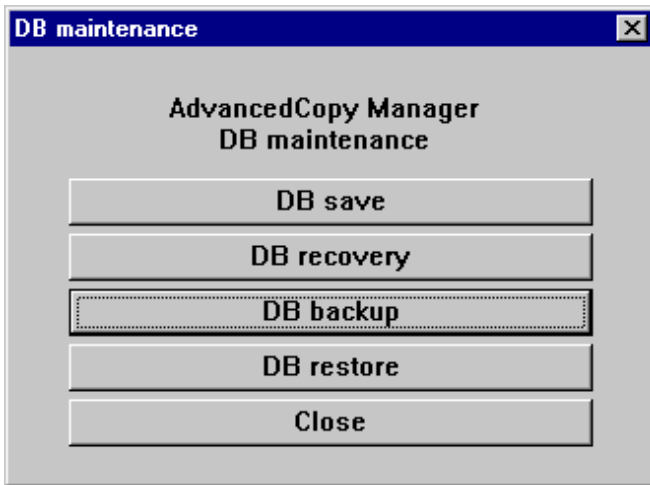 DB maintenance
AdvancedCopy Manager
DB maintenance
DB save
DB recovery
DB backup
DB restore
Close